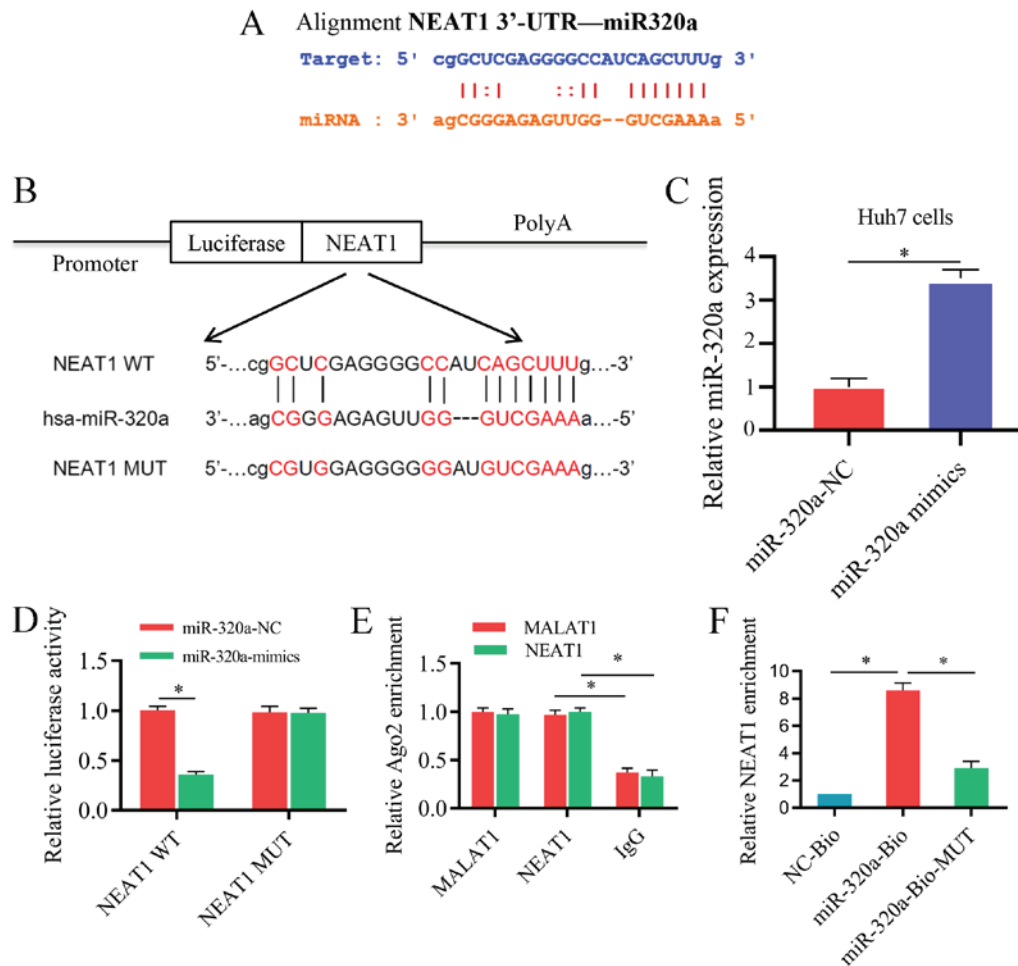 A Alignment NEAT1 3'-UTR—miR320a
Target: 5' cgGCUCGAGGGGCCAUCAGCUUUg 3'
||:| ::|| |||||||
miRNA : 3' agCGGGAGAGUUGG--GUCGAAAa 5'
B
Luciferase NEAT1
Promoter
PolyA
NEAT1 WT 5'-...cgGCUCGAGGGGCCAUCAGCUUUg...-3'
hsa-miR-320a 3'-...agCGGGAGAGUUGG---GUCGAAAa...-5'
NEAT1 MUT 5'-...cgCGUGGAGGGGGGAUGUCGAAAg...-3'
C
Huh7 cells
Relative miR-320a expression
4
3
2
1
0
*
miR-320a-NC
miR-320a mimics
D
miR-320a-NC
miR-320a-mimics
Relative luciferase activity
1.5
1.0
0.5
0.0
*
NEAT1 WT
NEAT1 MUT
E
MALAT1
NEAT1
Relative Ago2 enrichment
1.5
1.0
0.5
0.0
*
*
MALAT1
NEAT1
IgG
F
Relative NEAT1 enrichment
10
8
6
4
2
0
*
*
NC-Bio
miR-320a-Bio
miR-320a-Bio-MUT